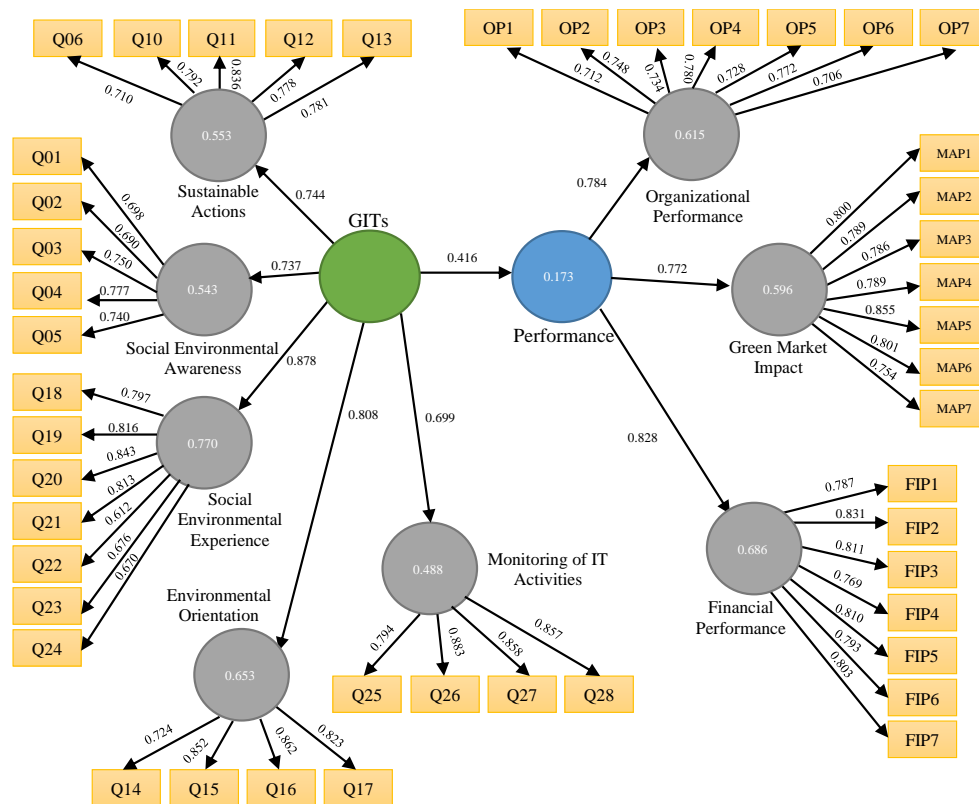 Q06
Q10
Q11
Q12
Q13
OP1
OP2
OP3
OP4
OP5
OP6
OP7
0.710
0.792
0.836
0.778
0.781
0.712
0.748
0.734
0.780
0.728
0.772
0.706
0.553
Sustainable
Actions
0.615
Organizational
Performance
0.744
0.784
Q01
Q02
Q03
Q04
Q05
0.698
0.690
0.750
0.777
0.740
0.543
Social Environmental
Awareness
0.737
GITs
0.416
0.173
Performance
0.772
0.596
Green Market
Impact
0.800
0.789
0.786
0.789
0.855
0.801
0.754
MAP1
MAP2
MAP3
MAP4
MAP5
MAP6
MAP7
0.878
0.808
0.699
0.828
Q18
Q19
Q20
Q21
Q22
Q23
Q24
0.797
0.816
0.843
0.813
0.612
0.676
0.670
0.770
Social
Environmental
Experience
Environmental
Orientation
0.653
0.724
0.852
0.862
0.823
Q14
Q15
Q16
Q17
0.488
Monitoring of IT
Activities
0.794
0.883
0.858
0.857
Q25
Q26
Q27
Q28
0.686
Financial
Performance
0.787
0.831
0.811
0.769
0.810
0.793
0.803
FIP1
FIP2
FIP3
FIP4
FIP5
FIP6
FIP7